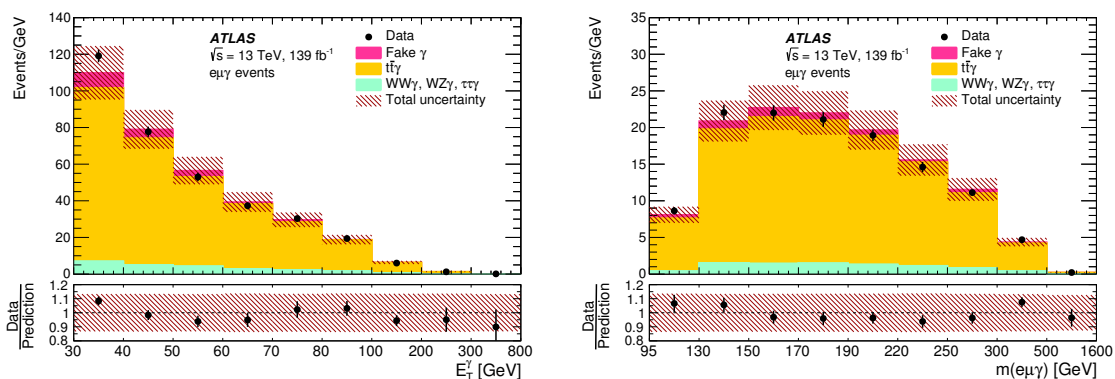 Events/GeV
140
120
100
80
60
40
20
0
ATLAS
√s = 13 TeV, 139 fb⁻¹
eμγ events
Data
Fake γ
tt̄γ
WWγ, WZγ, ττγ
Total uncertainty
Data
Prediction
1.2
1.1
1
0.9
0.8
30 40 50 60 70 80 100 200 300 800
E_T^γ [GeV]
Events/GeV
35
30
25
20
15
10
5
0
ATLAS
√s = 13 TeV, 139 fb⁻¹
eμγ events
Data
Fake γ
tt̄γ
WWγ, WZγ, ττγ
Total uncertainty
Data
Prediction
1.2
1.1
1
0.9
0.8
95 130 150 170 190 220 250 300 500 1600
m(eμγ) [GeV]